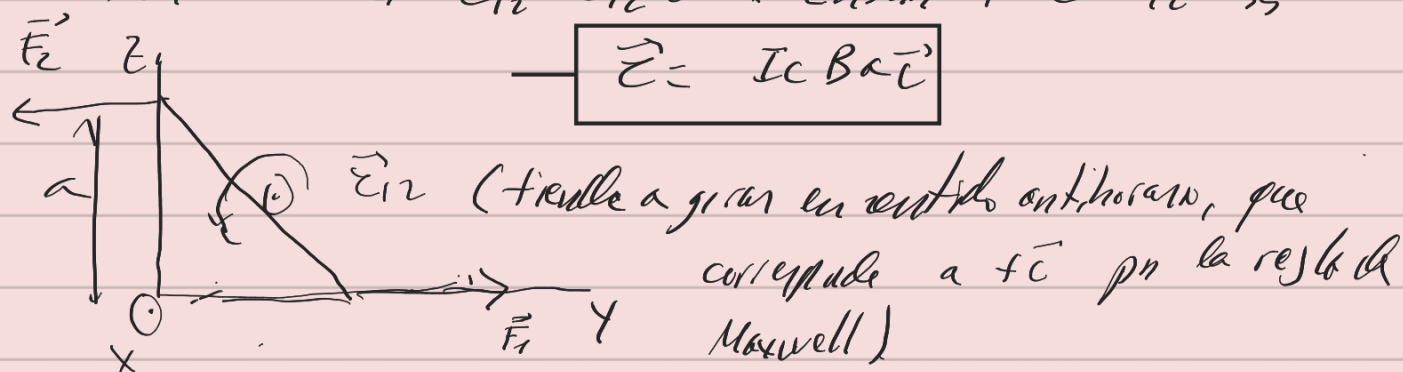 F⃗₂ Z
τ⃗ = I c B a i⃗
a τ⃗₁₂ (tiende a girar en sentido antihorario, que
corresponde a +i⃗ por la regla de
F⃗₁ Y Maxwell)
X